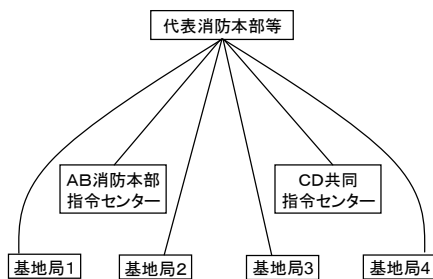 代表消防本部等
AB消防本部
指令センター
CD共同
指令センター
基地局1
基地局2
基地局3
基地局4